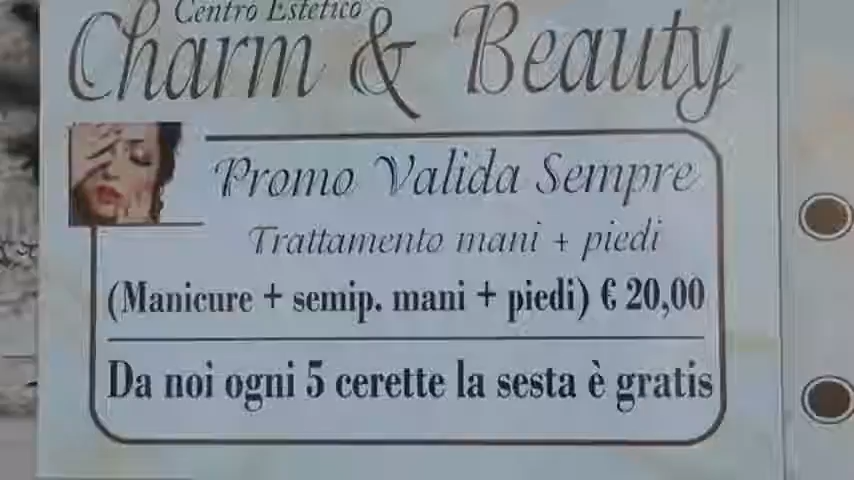 Centro Estetico
Charm & Beauty
Promo Valida Sempre
Trattamento mani + piedi
(Manicure + semip. mani + piedi) € 20,00
Da noi ogni 5 cerette la sesta è gratis